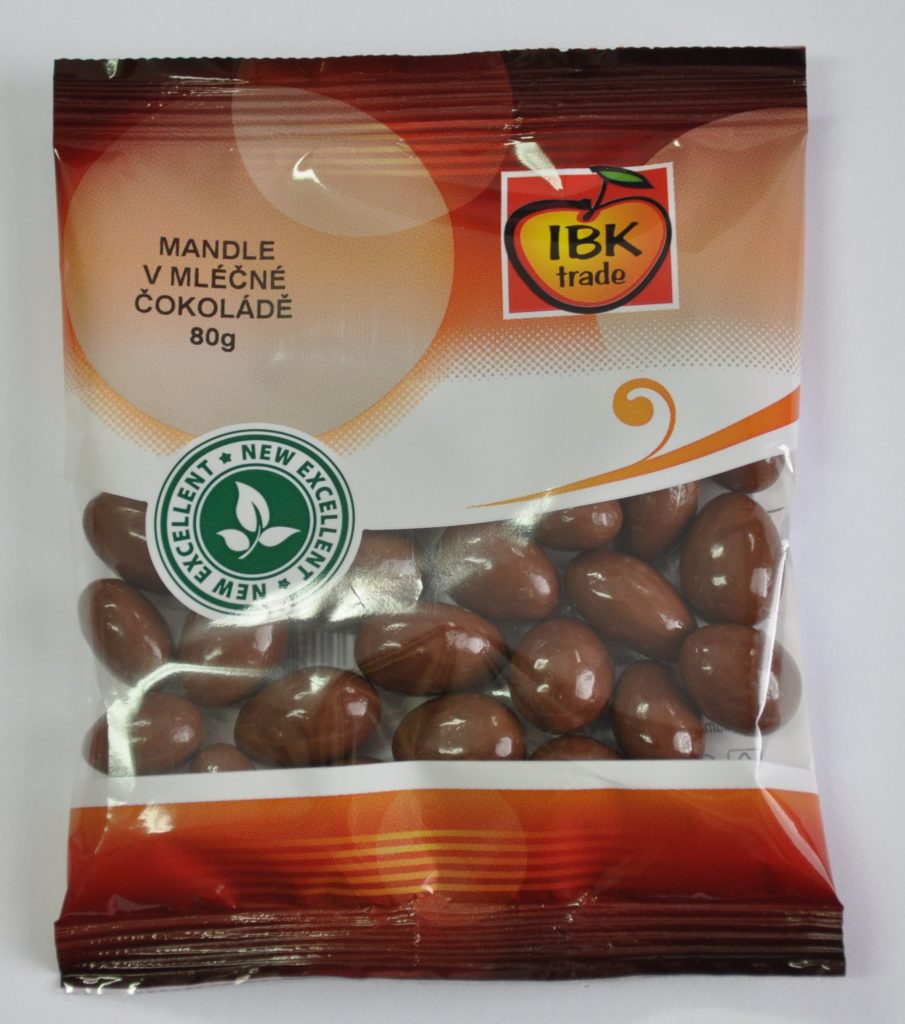 MANDLE
V MLÉČNÉ
ČOKOLÁDĚ
80g
IBK
trade
NEW EXCELLENT ★ NEW EXCELLENT ★